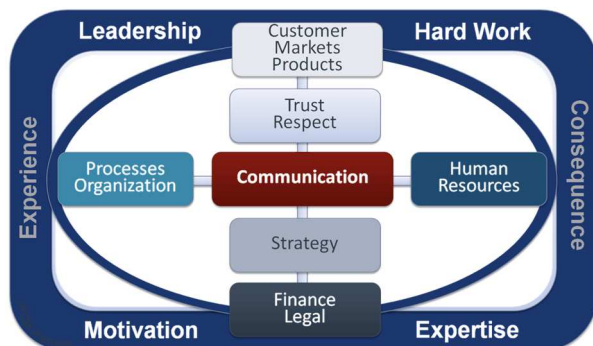 Leadership
Hard Work
Customer
Markets
Products
Trust
Respect
Experience
Processes
Organization
Communication
Human
Resources
Consequence
Strategy
Finance
Legal
Motivation
Expertise